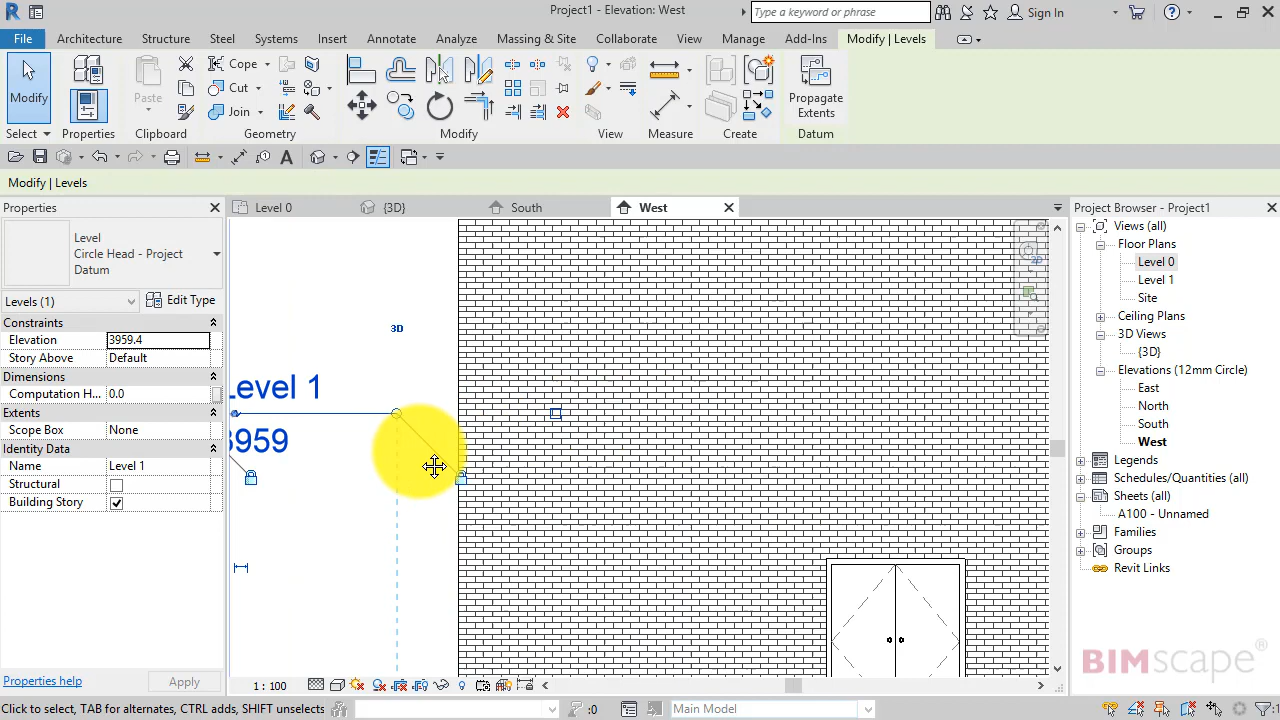 Project1 - Elevation: West
Type a keyword or phrase
Sign In
File Architecture Structure Steel Systems Insert Annotate Analyze Massing & Site Collaborate View Manage Add-Ins Modify | Levels
Modify
Paste
Cope
Cut
Join
Propagate
Extents
Select Properties Clipboard Geometry Modify View Measure Create Datum
Modify | Levels
Properties
Level 0
{3D}
South
West
Project Browser - Project1
Level
Circle Head - Project
Datum
Levels (1)
Edit Type
Constraints
Elevation 3959.4
Story Above Default
Dimensions
Computation H... 0.0
Extents
Scope Box None
Identity Data
Name Level 1
Structural
Building Story
Properties help
Apply
3D
Level 1
3959
Views (all)
Floor Plans
Level 0
Level 1
Site
Ceiling Plans
3D Views
{3D}
Elevations (12mm Circle)
East
North
South
West
Legends
Schedules/Quantities (all)
Sheets (all)
A100 - Unnamed
Families
Groups
Revit Links
BIMscape®
1 : 100
Click to select, TAB for alternates, CTRL adds, SHIFT unselects
:0
Main Model
:1